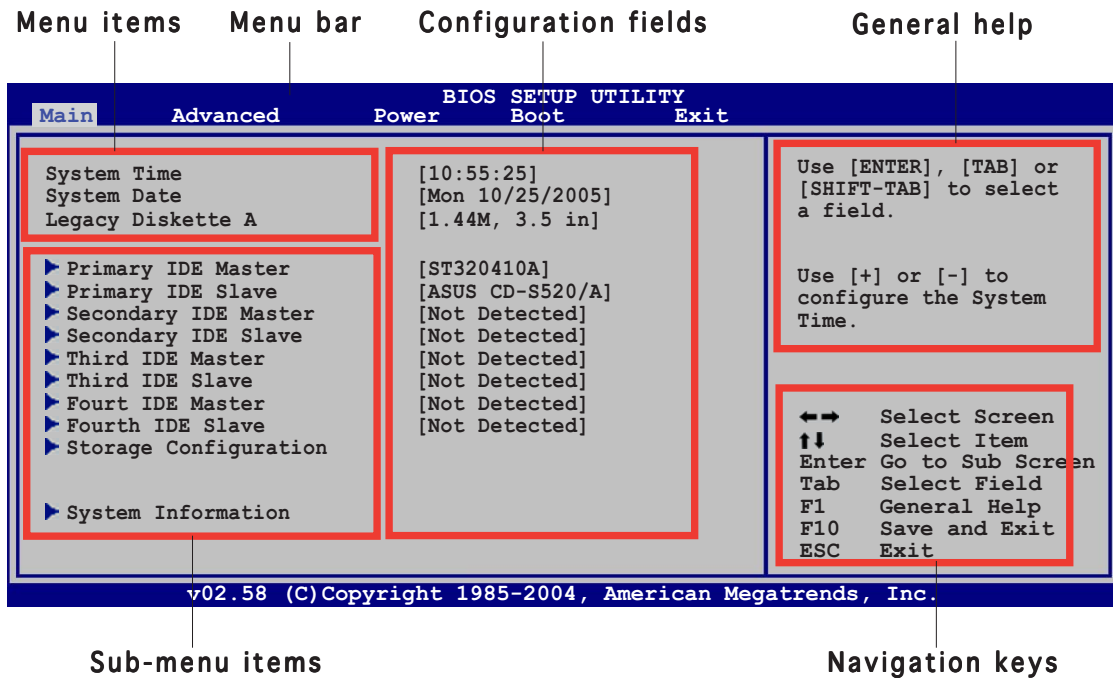 Menu items Menu bar Configuration fields General help
BIOS SETUP UTILITY
Main Advanced Power Boot Exit
System Time [10:55:25]
System Date [Mon 10/25/2005]
Legacy Diskette A [1.44M, 3.5 in]
Primary IDE Master [ST320410A]
Primary IDE Slave [ASUS CD-S520/A]
Secondary IDE Master [Not Detected]
Secondary IDE Slave [Not Detected]
Third IDE Master [Not Detected]
Third IDE Slave [Not Detected]
Fourt IDE Master [Not Detected]
Fourth IDE Slave [Not Detected]
Storage Configuration
System Information
Use [ENTER], [TAB] or
[SHIFT-TAB] to select
a field.
Use [+] or [-] to
configure the System
Time.
←→ Select Screen
↑↓ Select Item
Enter Go to Sub Screen
Tab Select Field
F1 General Help
F10 Save and Exit
ESC Exit
v02.58 (C)Copyright 1985-2004, American Megatrends, Inc.
Sub-menu items Navigation keys